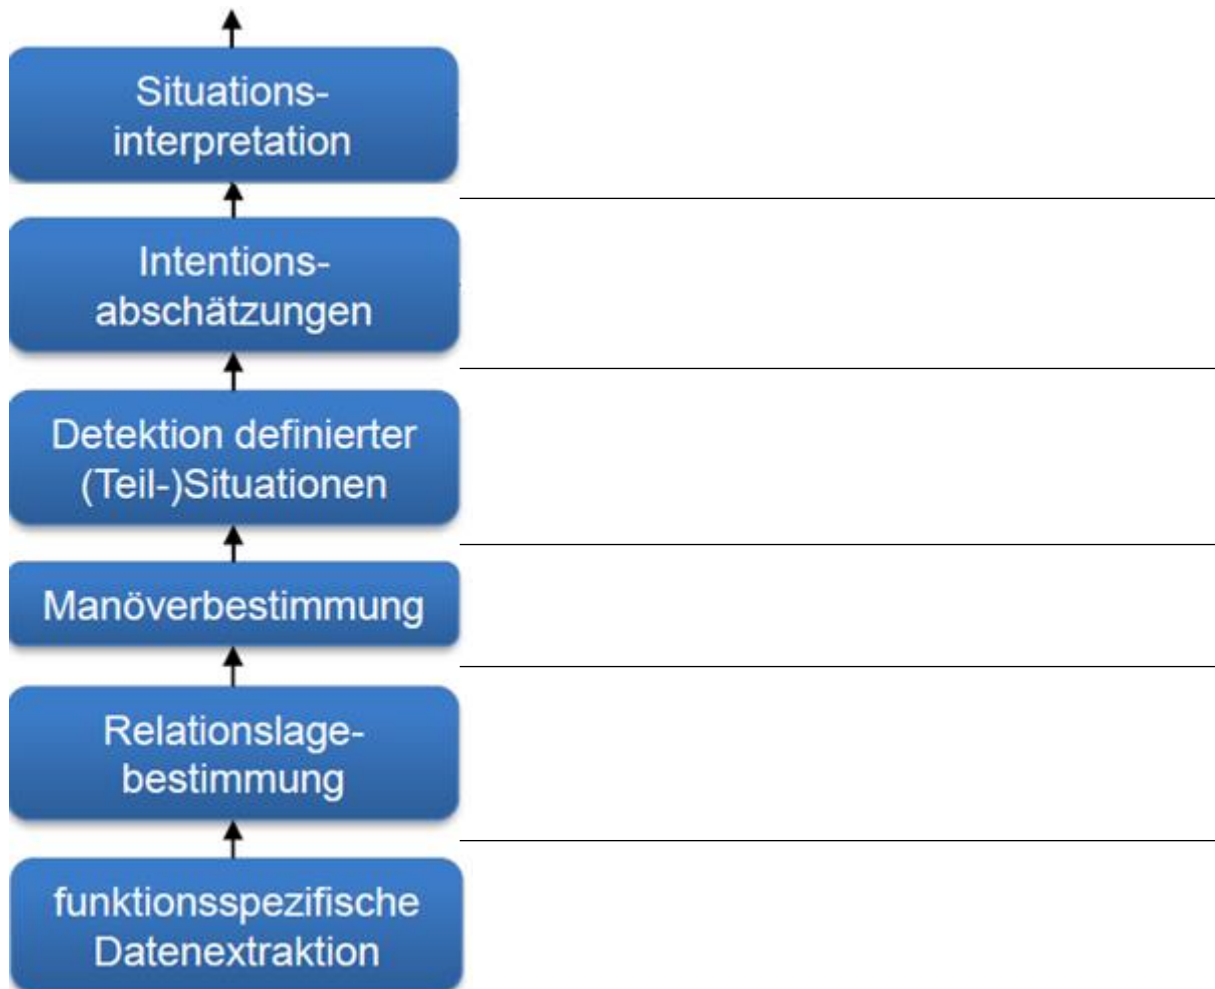 Situations-
interpretation
Intentions-
abschätzungen
Detektion definierter
(Teil-)Situationen
Manöverbestimmung
Relationslage-
bestimmung
funktionsspezifische
Datenextraktion